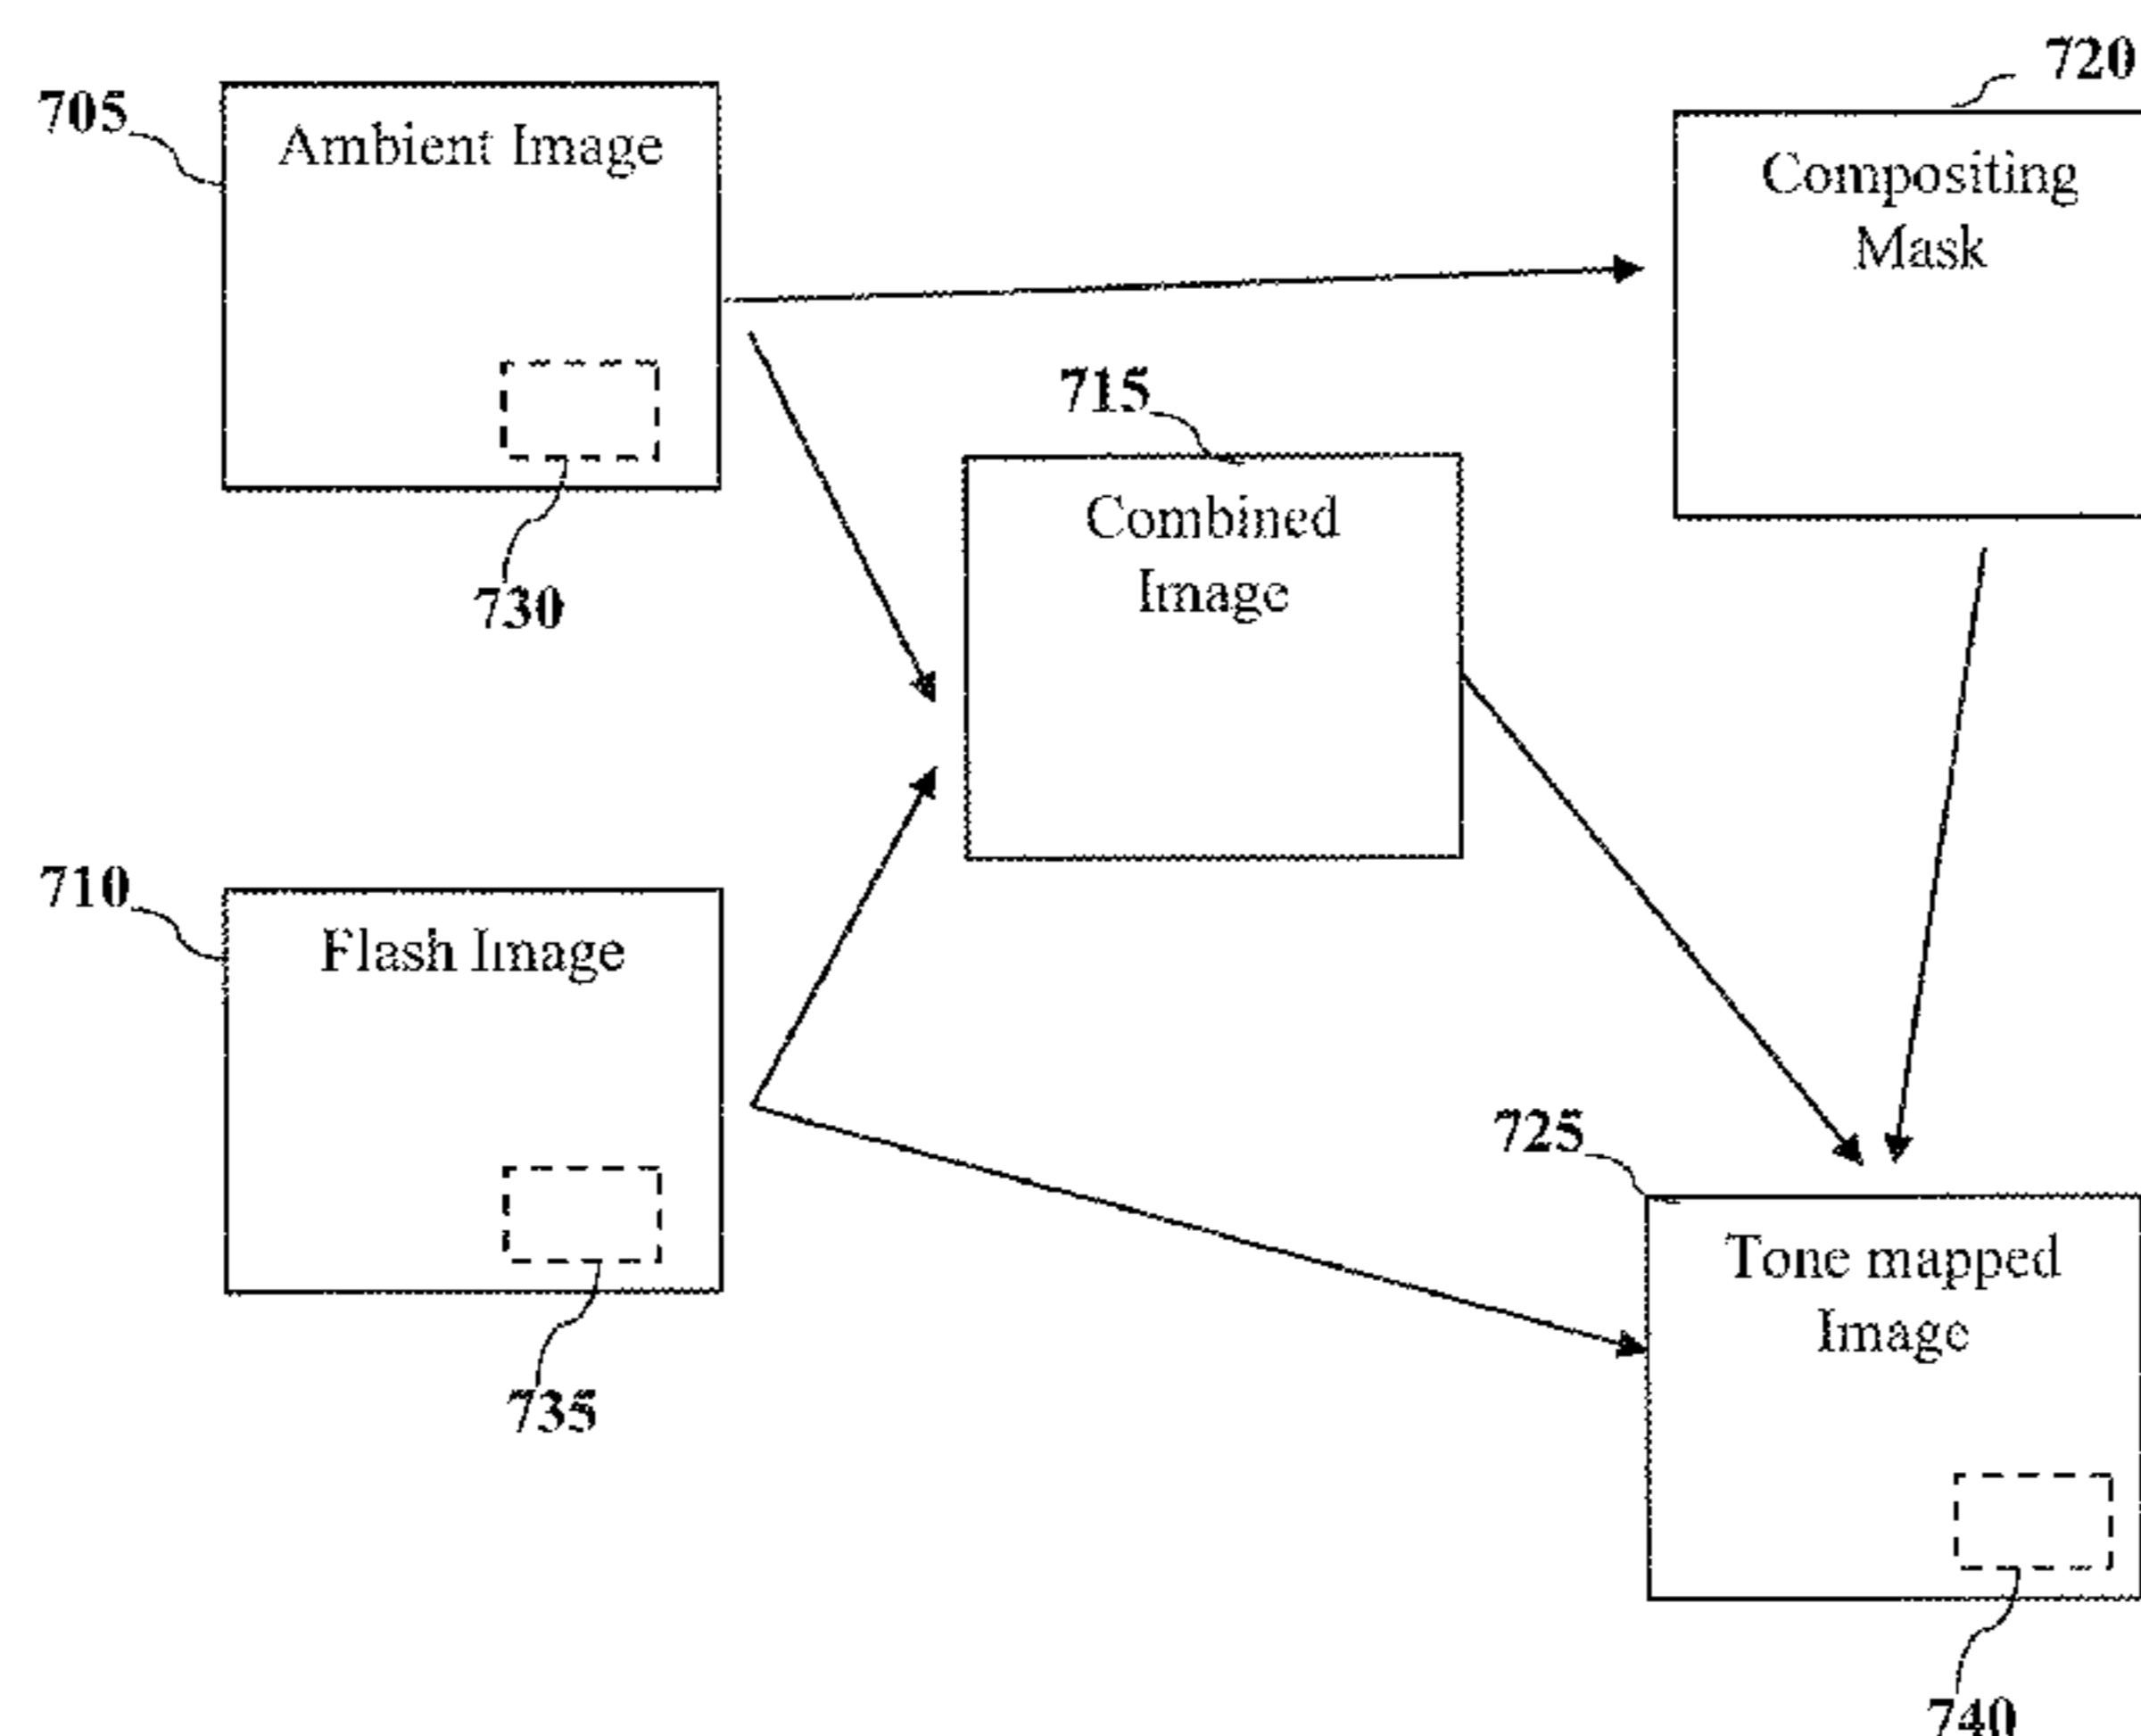 720
705
Ambient Image
Compositing
Mask
715
Combined
Image
730
710
Flash Image
725
Tone mapped
Image
735
740